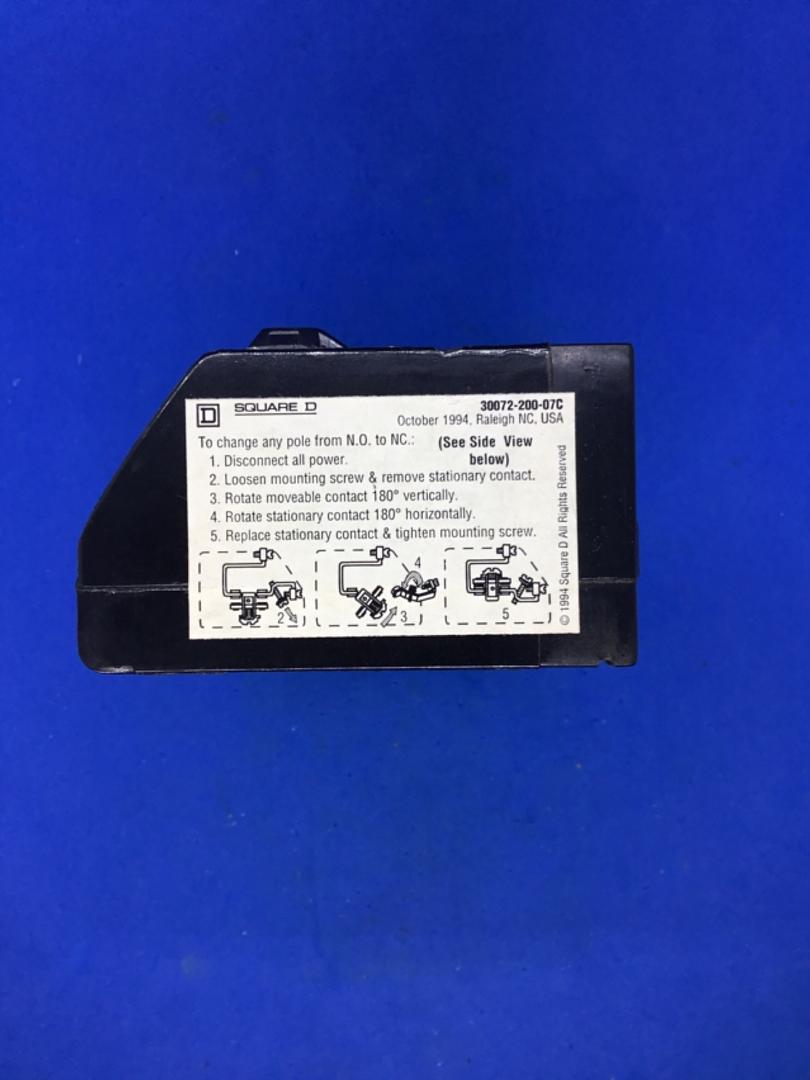 D SQUARE D
30072-200-07C
October 1994, Raleigh NC, USA
To change any pole from N.O. to NC.: (See Side View below)
1. Disconnect all power.
2. Loosen mounting screw & remove stationary contact.
3. Rotate moveable contact 180° vertically.
4. Rotate stationary contact 180° horizontally.
5. Replace stationary contact & tighten mounting screw.
2
3
4
5
© 1994 Square D All Rights Reserved